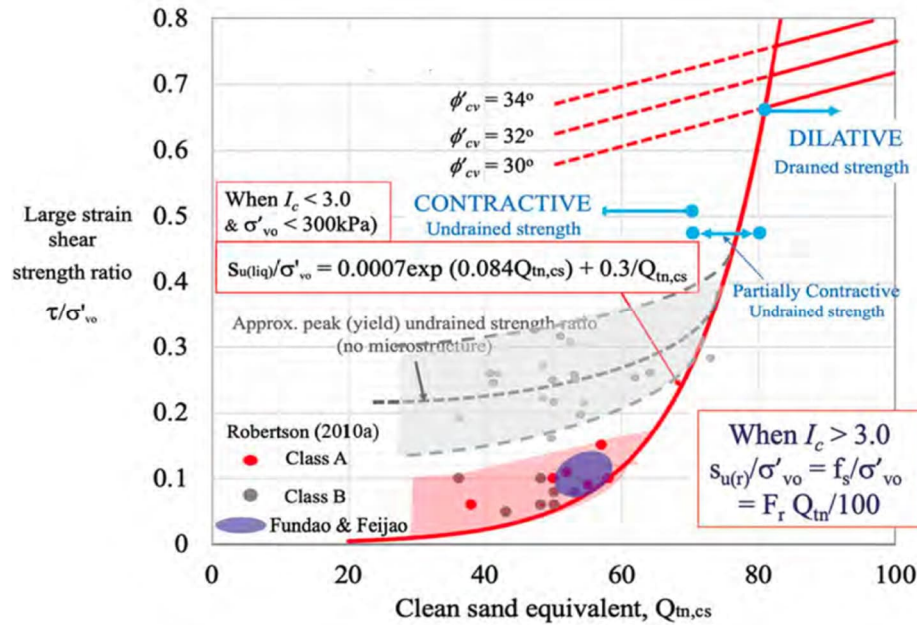 0.8
0.7
0.6
0.5
0.4
0.3
0.2
0.1
0
0
20
40
60
80
100
Large strain
shear
strength ratio
τ/σ'vo
Clean sand equivalent, Qtn,cs
ϕ'cv = 34o
ϕ'cv = 32o
ϕ'cv = 30o
DILATIVE
Drained strength
When Ic < 3.0
& σ'vo < 300kPa)
CONTRACTIVE
Undrained strength
Su(liq)/σ'vo = 0.0007exp (0.084Qtn,cs) + 0.3/Qtn,cs
Partially Contractive
Undrained strength
Approx. peak (yield) undrained strength ratio
(no microstructure)
Robertson (2010a)
Class A
Class B
Fundao & Feijao
When Ic > 3.0
su(r)/σ'vo = fs/σ'vo
= Fr Qtn/100